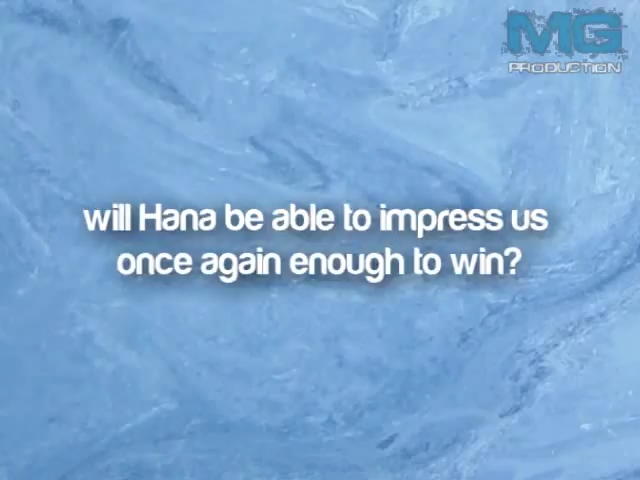 MG
PRODUCTION
will Hana be able to impress us
once again enough to win?